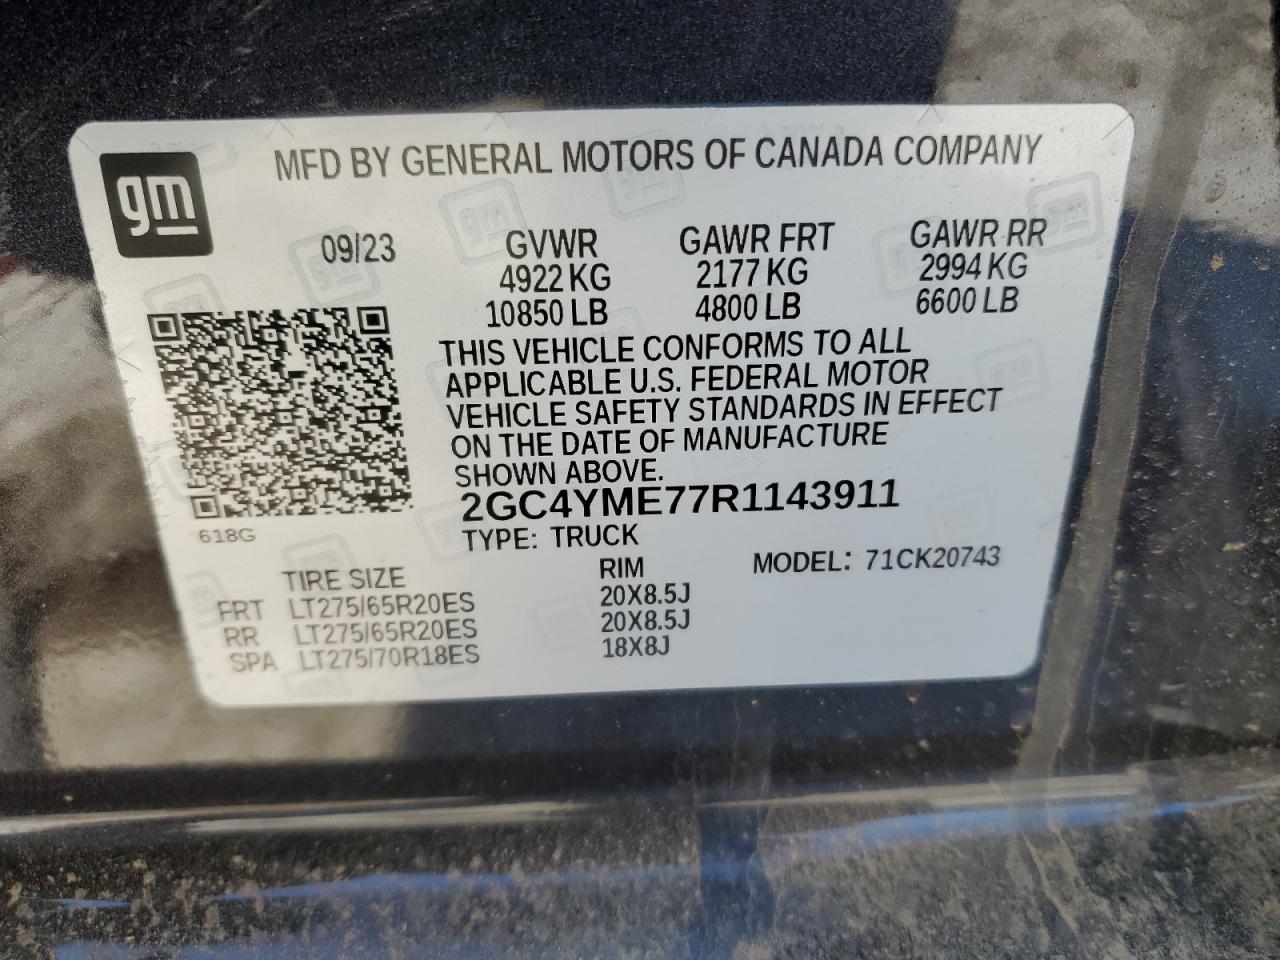 gm
MFD BY GENERAL MOTORS OF CANADA COMPANY
09/23 GVWR GAWR FRT GAWR RR
4922 KG 2177 KG 2994 KG
10850 LB 4800 LB 6600 LB
THIS VEHICLE CONFORMS TO ALL
APPLICABLE U.S. FEDERAL MOTOR
VEHICLE SAFETY STANDARDS IN EFFECT
ON THE DATE OF MANUFACTURE
SHOWN ABOVE.
2GC4YME77R1143911
618G
TYPE: TRUCK
TIRE SIZE RIM MODEL: 71CK20743
FRT LT275/65R20ES 20X8.5J
RR LT275/65R20ES 20X8.5J
SPA LT275/70R18ES 18X8J